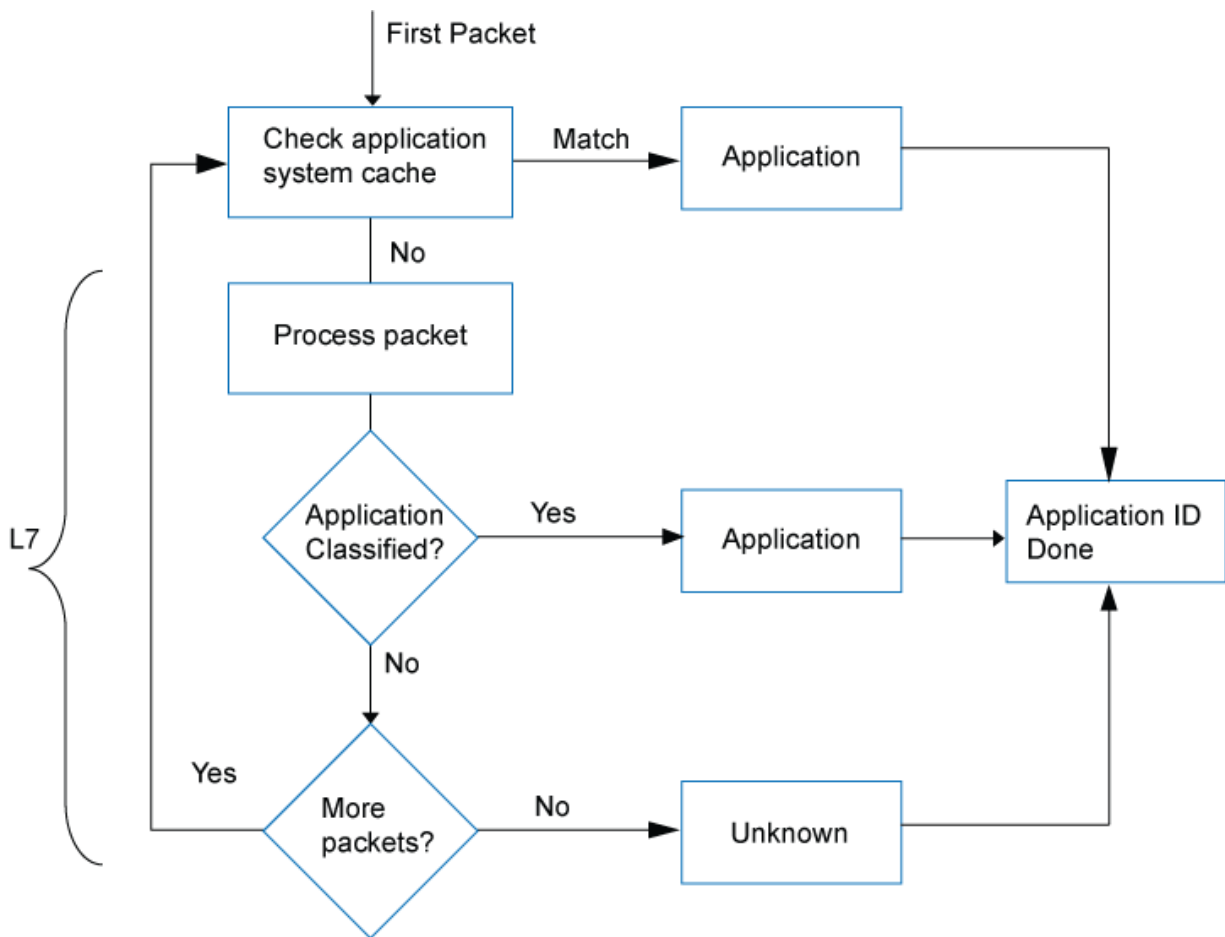 First Packet
Check application
system cache
Match
Application
No
Process packet
L7
Application
Classified?
Yes
Application
Application ID
Done
No
Yes
More
packets?
No
Unknown